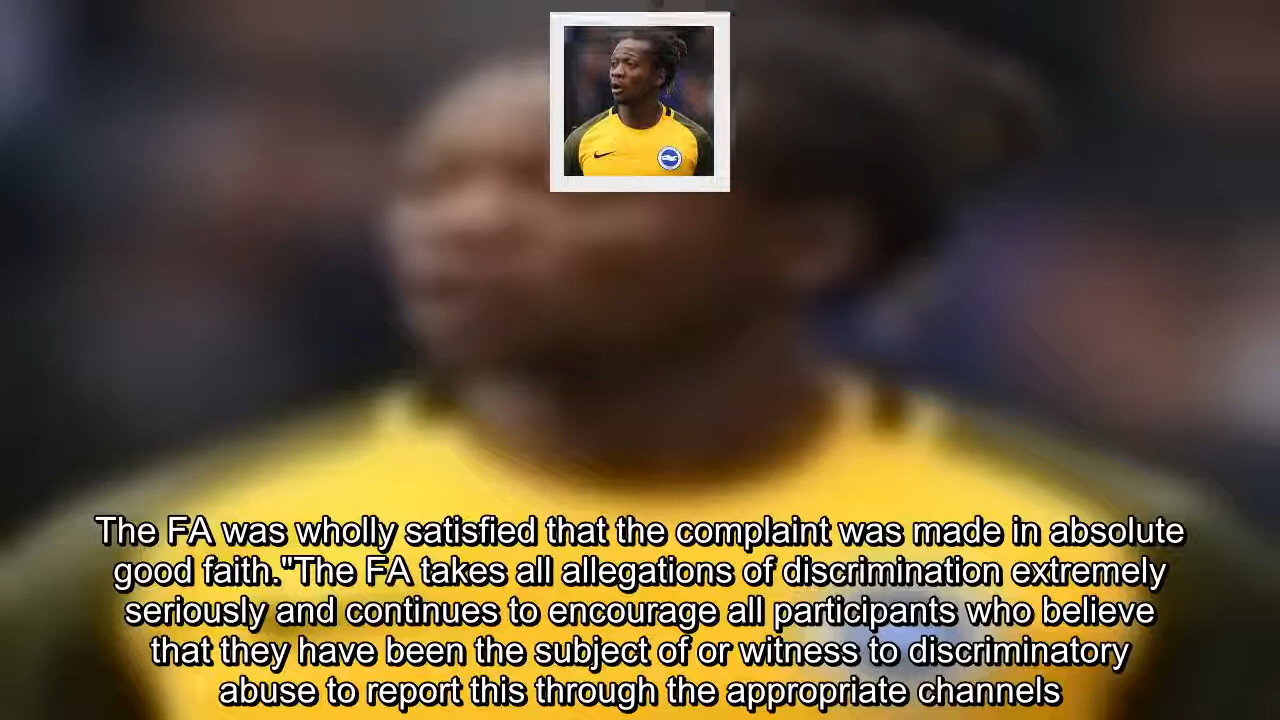 The FA was wholly satisfied that the complaint was made in absolute
good faith."The FA takes all allegations of discrimination extremely
seriously and continues to encourage all participants who believe
that they have been the subject of or witness to discriminatory
abuse to report this through the appropriate channels